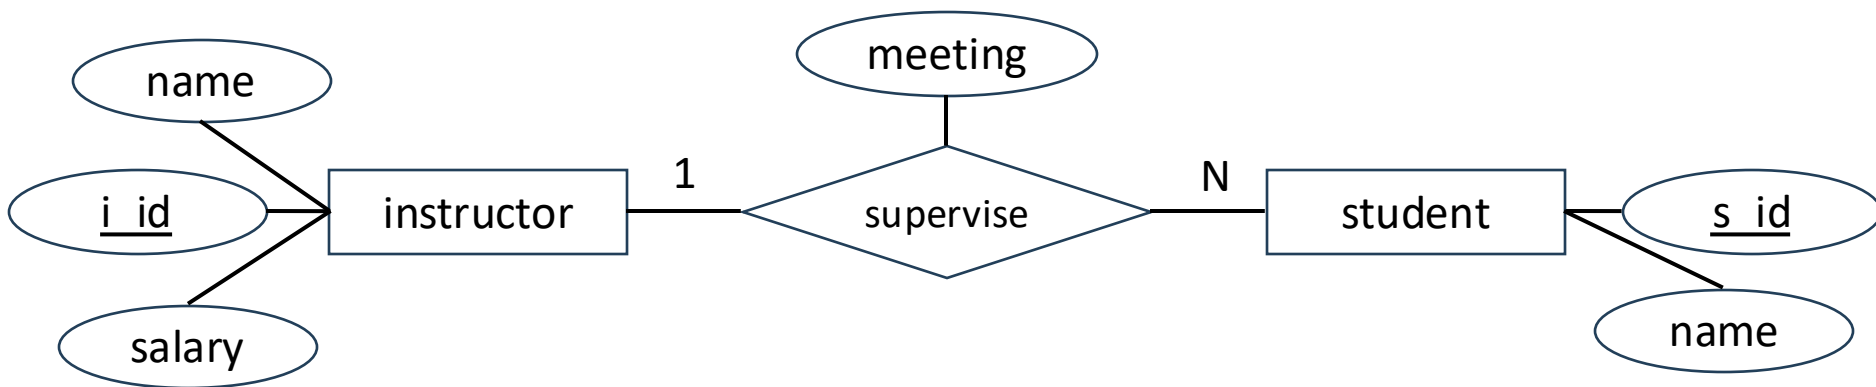 meeting
name
1
N
i_id
instructor
supervise
student
s_id
salary
name